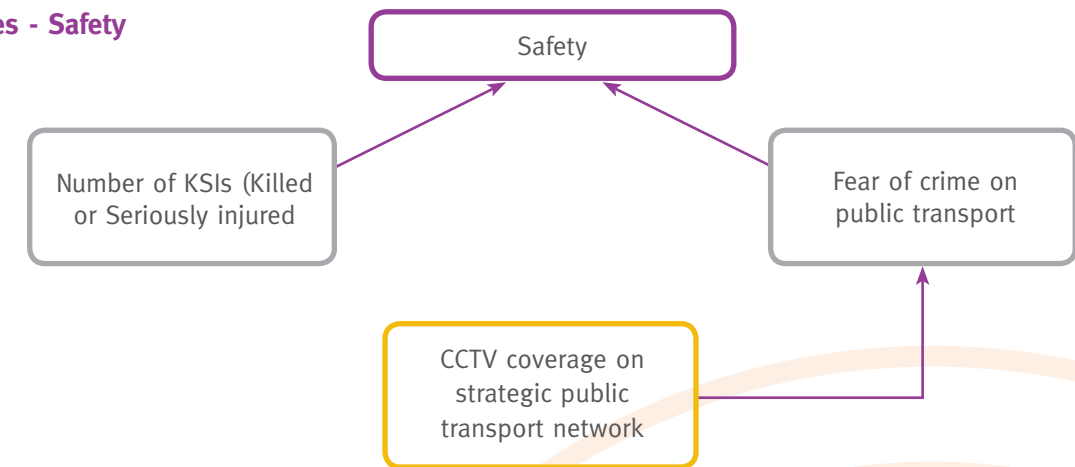 es - Safety
Safety
Number of KSIs (Killed
or Seriously injured
Fear of crime on
public transport
CCTV coverage on
strategic public
transport network